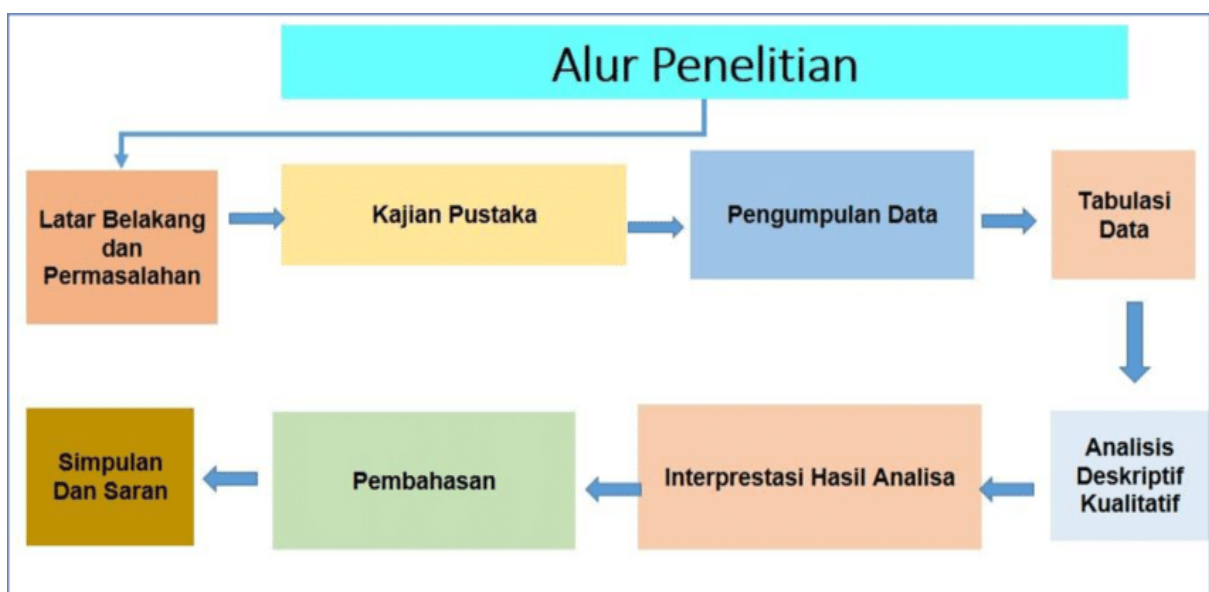 Alur Penelitian
Latar Belakang
dan
Permasalahan
Kajian Pustaka
Pengumpulan Data
Tabulasi
Data
Analisis
Deskriptif
Kualitatif
Interprestasi Hasil Analisa
Pembahasan
Simpulan
Dan Saran